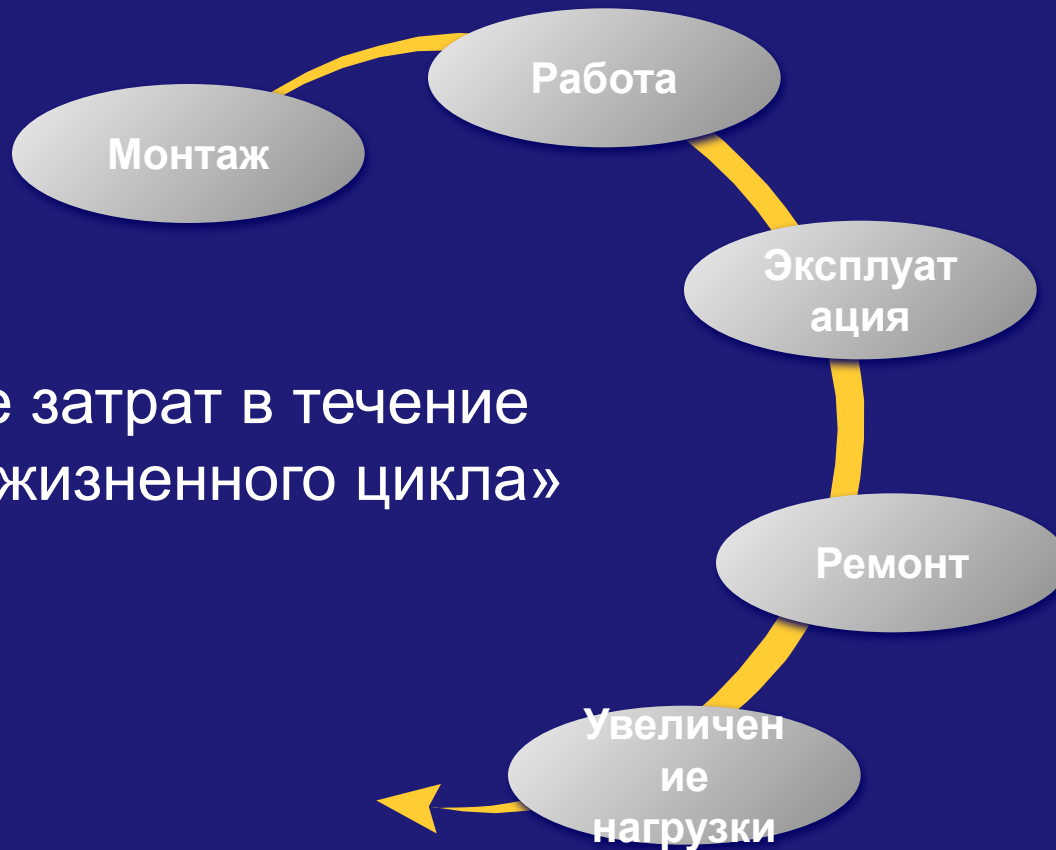 Работа
Монтаж
Эксплуат
ация
е затрат в течение
жизненного цикла»
Ремонт
Увеличен
ие
нагрузки